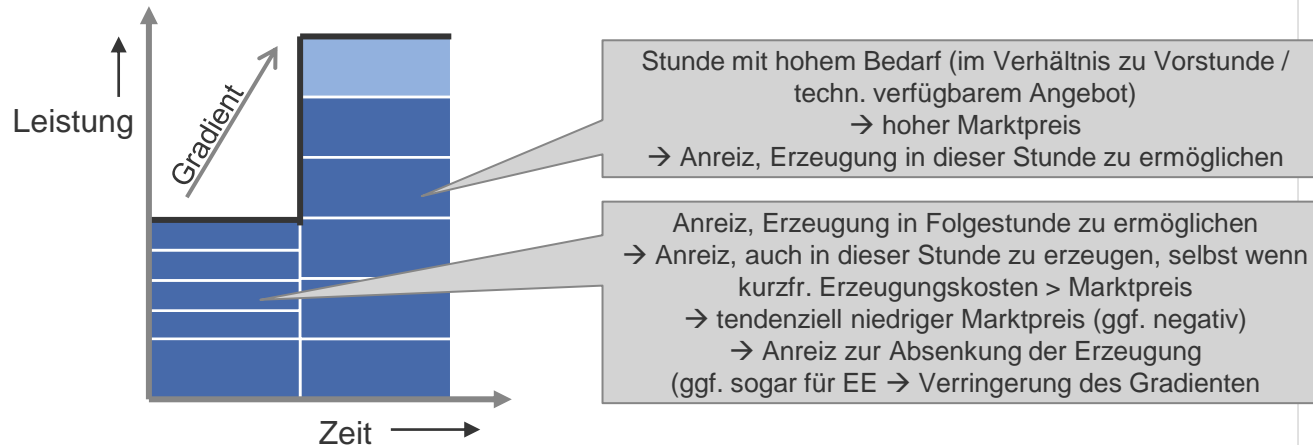 Leistung
Gradient
Zeit
Stunde mit hohem Bedarf (im Verhältnis zu Vorstunde /
techn. verfügbarem Angebot)
→ hoher Marktpreis
→ Anreiz, Erzeugung in dieser Stunde zu ermöglichen
Anreiz, Erzeugung in Folgestunde zu ermöglichen
→ Anreiz, auch in dieser Stunde zu erzeugen, selbst wenn
kurzfr. Erzeugungskosten > Marktpreis
→ tendenziell niedriger Marktpreis (ggf. negativ)
→ Anreiz zur Absenkung der Erzeugung
(ggf. sogar für EE → Verringerung des Gradienten